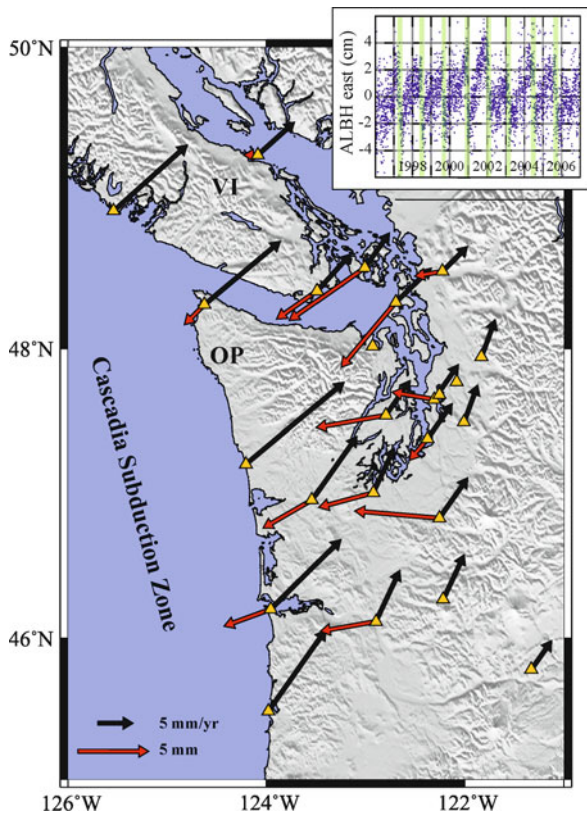 50°N
48°N
46°N
126°W
124°W
122°W
VI
OP
Cascadia Subduction Zone
5 mm/yr
5 mm
ALBH east (cm)
4
2
0
-2
-4
1998
2000
2002
2004
2006